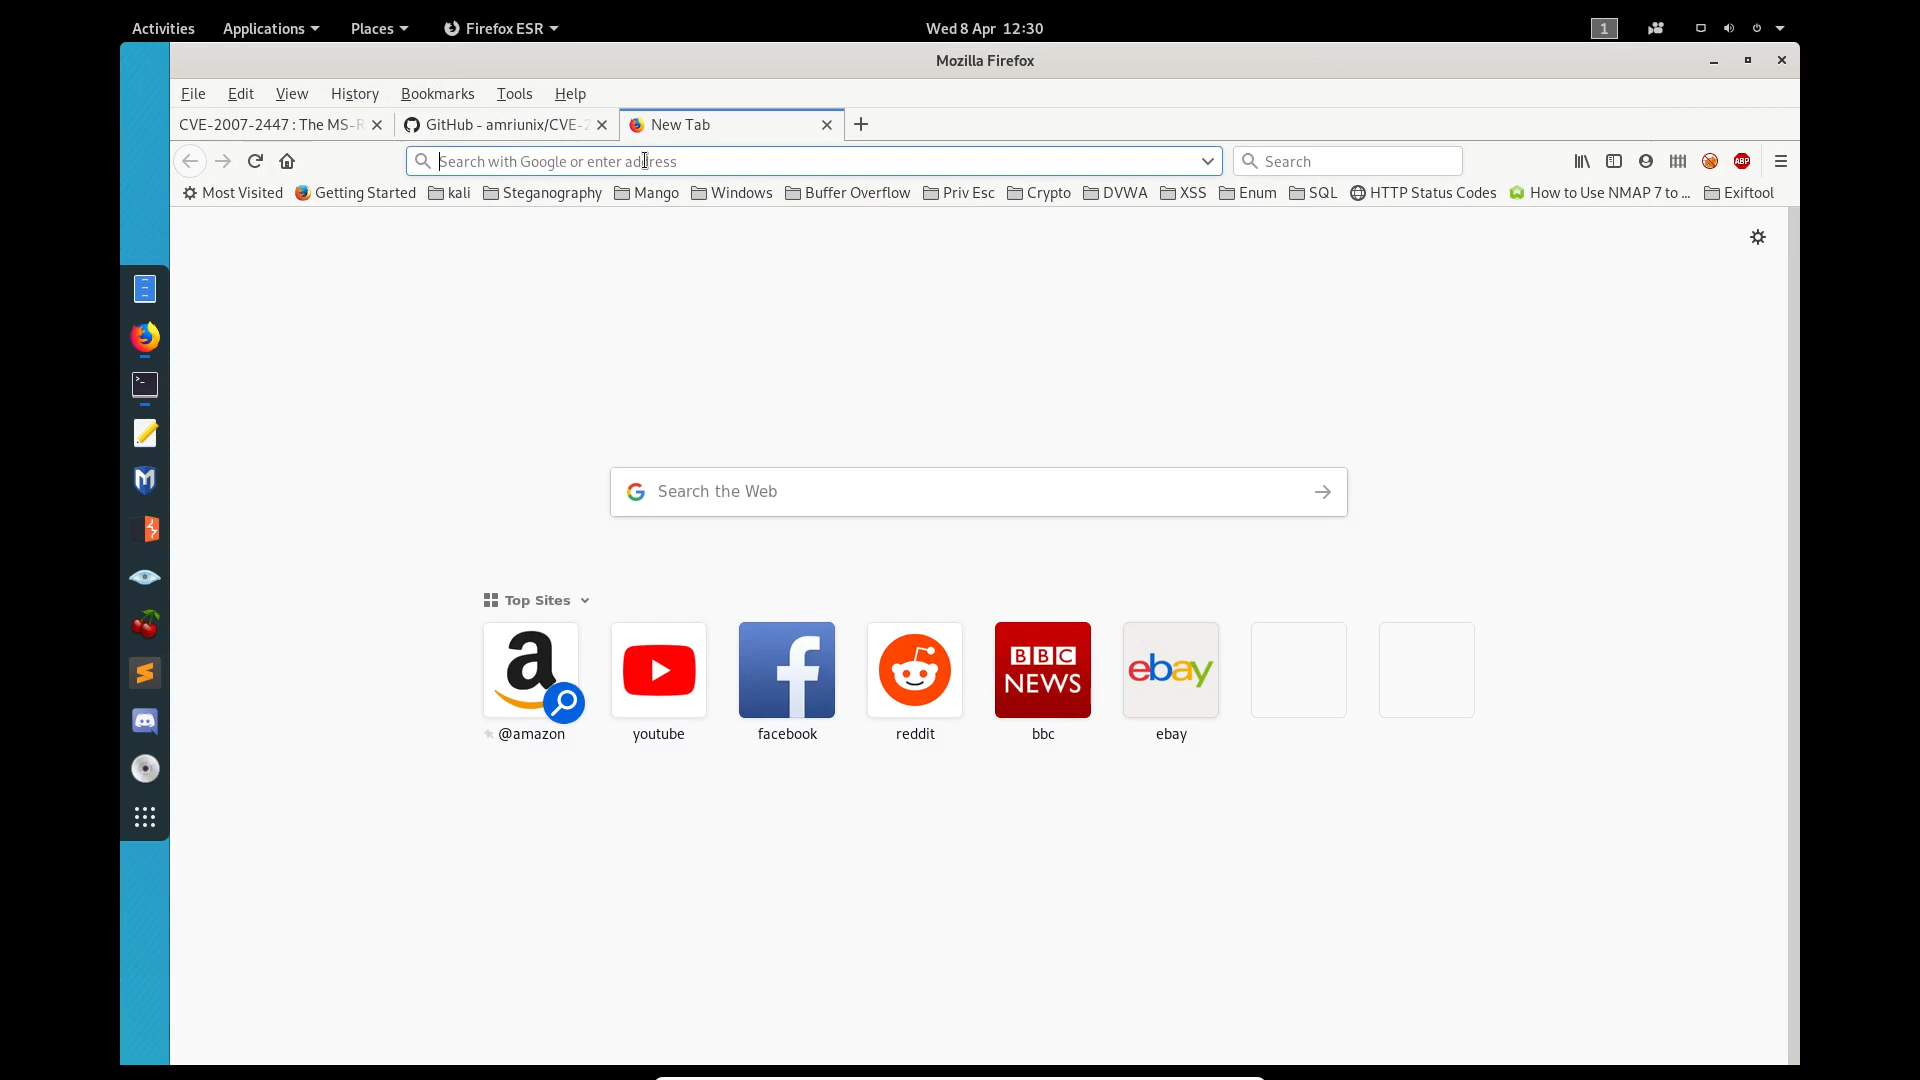 Activities Applications Places Firefox ESR Wed 8 Apr 12:30 1
Mozilla Firefox
File Edit View History Bookmarks Tools Help
CVE-2007-2447 : The MS-R GitHub - amriunix/CVE-2 New Tab
Search with Google or enter address Search ABP
Most Visited Getting Started kali Steganography Mango Windows Buffer Overflow Priv Esc Crypto DVWA XSS Enum SQL HTTP Status Codes How to Use NMAP 7 to ... Exiftool
Search the Web
Top Sites
BBC
NEWS
ebay
@amazon youtube facebook reddit bbc ebay